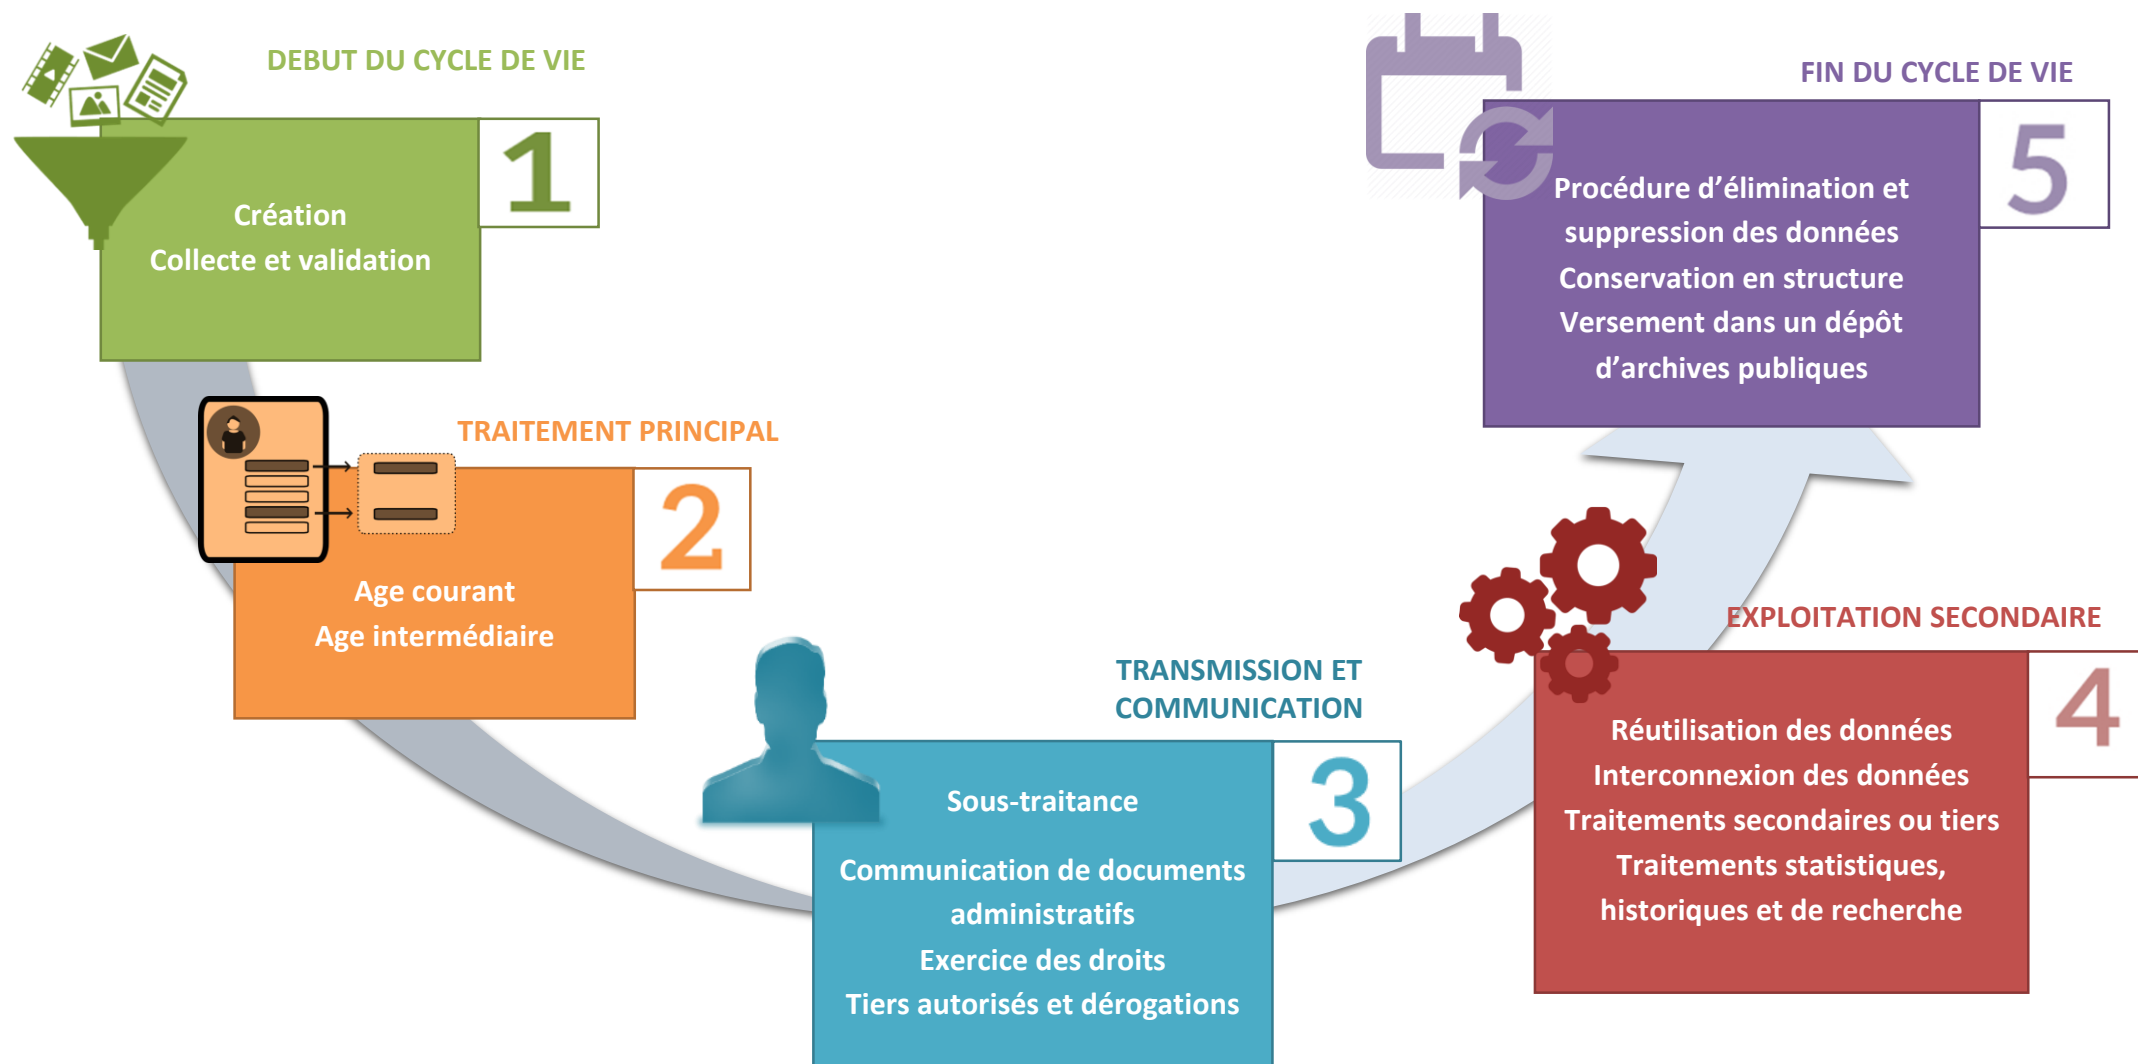 DEBUT DU CYCLE DE VIE
1
Création
Collecte et validation
TRAITEMENT PRINCIPAL
2
Age courant
Age intermédiaire
TRANSMISSION ET
COMMUNICATION
3
Sous-traitance
Communication de documents
administratifs
Exercice des droits
Tiers autorisés et dérogations
EXPLOITATION SECONDAIRE
4
Réutilisation des données
Interconnexion des données
Traitements secondaires ou tiers
Traitements statistiques,
historiques et de recherche
FIN DU CYCLE DE VIE
5
Procédure d’élimination et
suppression des données
Conservation en structure
Versement dans un dépôt
d’archives publiques